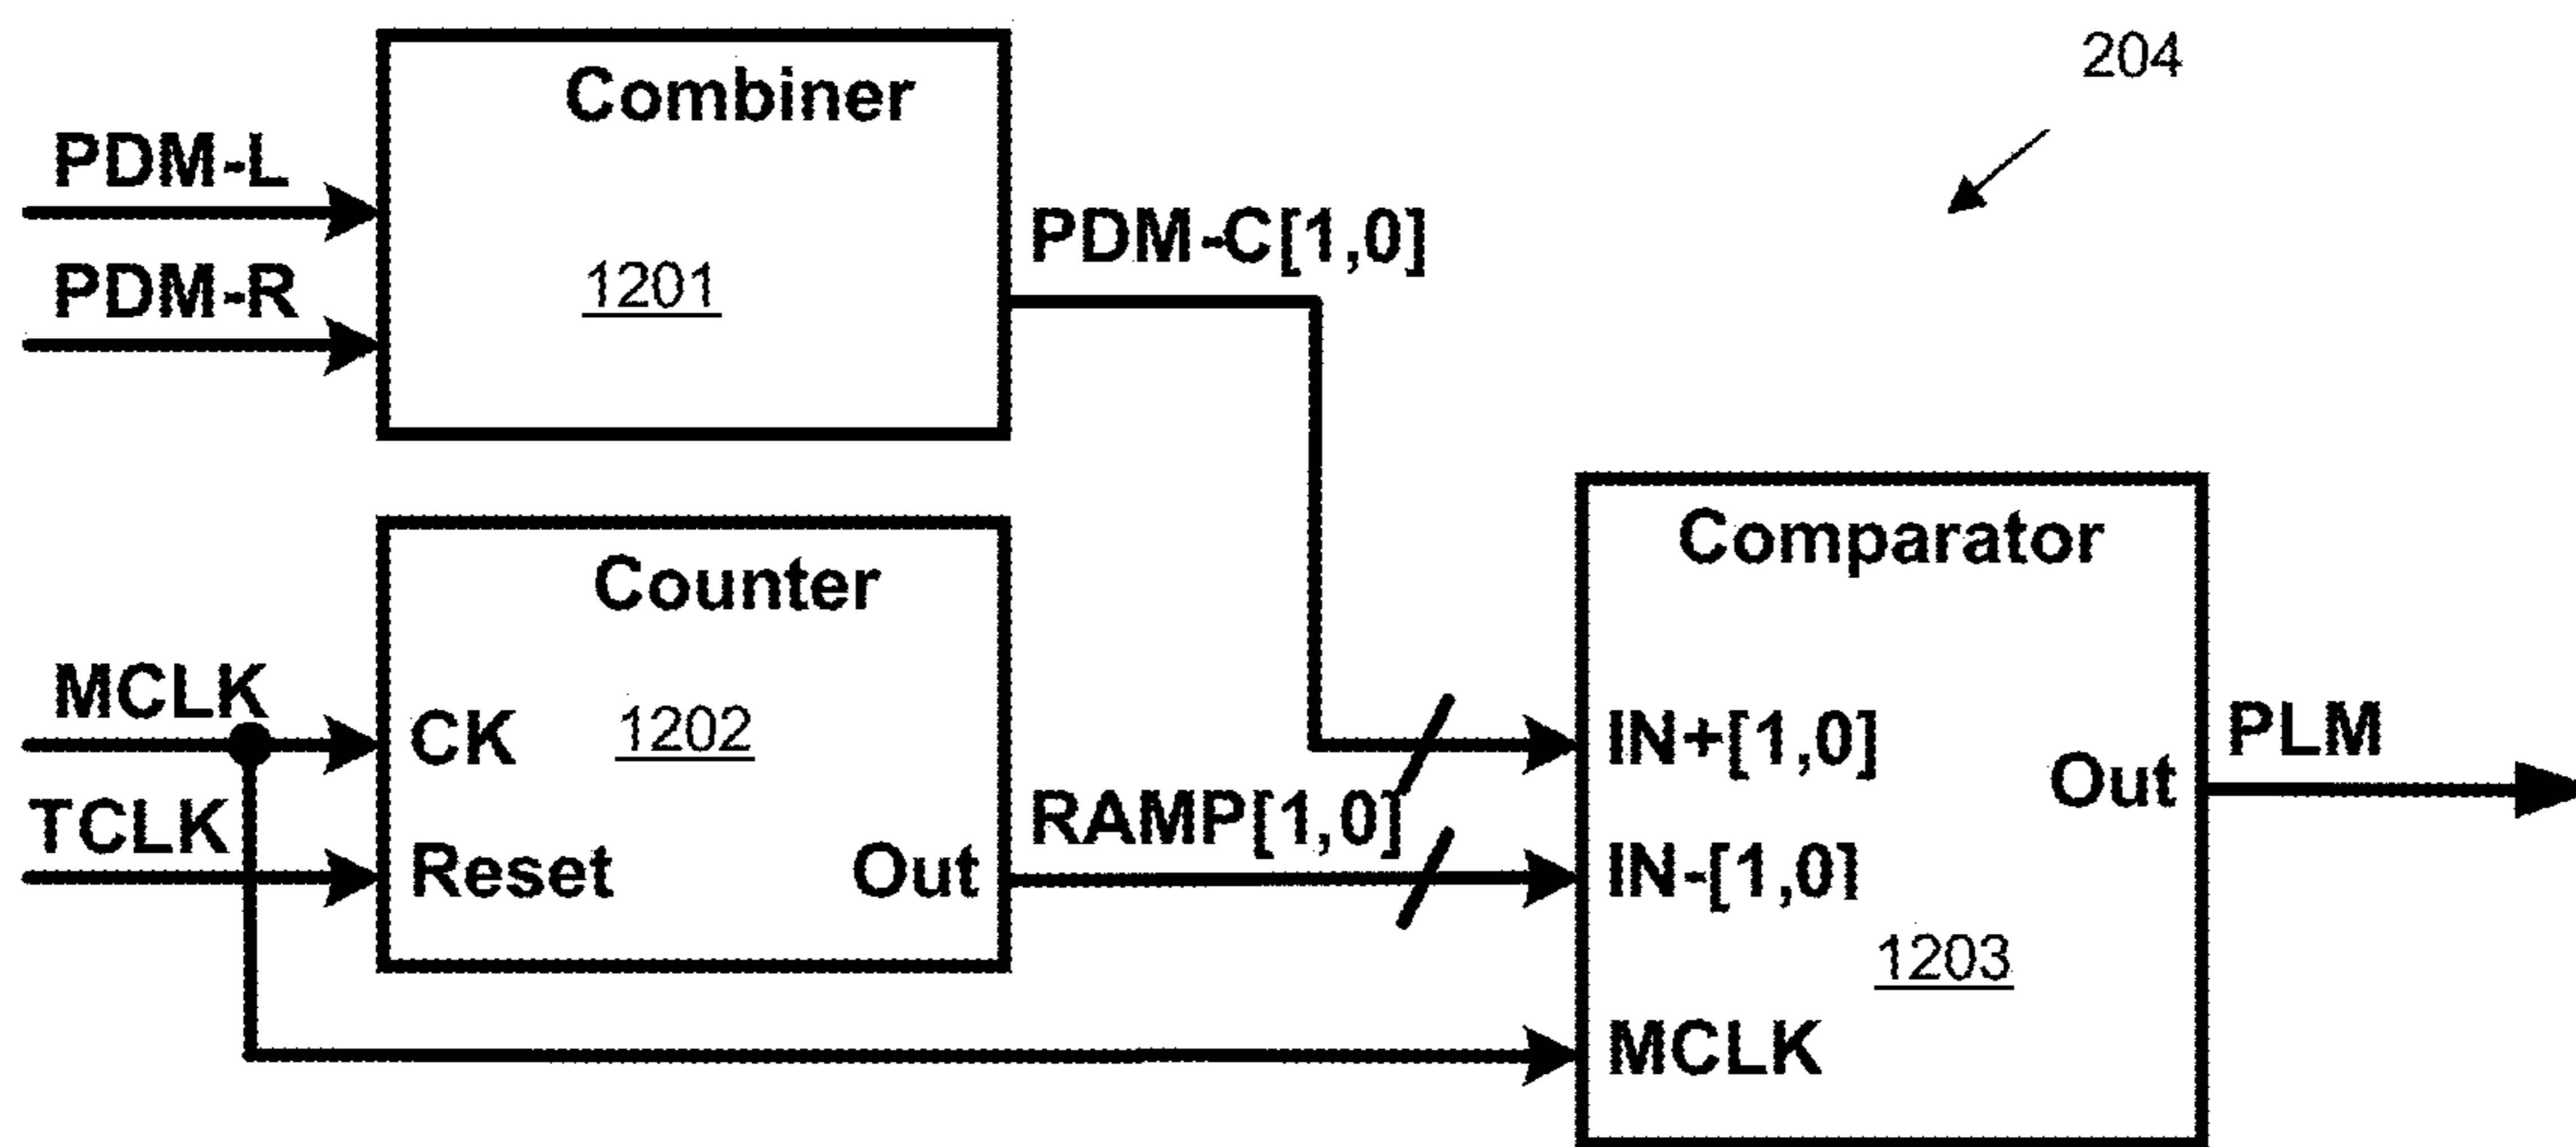 204
Combiner
PDM-L
PDM-R
1201
PDM-C[1,0]
Counter
MCLK
CK
1202
TCLK
Reset
Out
RAMP[1,0]
Comparator
IN+[1,0]
IN-[1,0]
Out
PLM
1203
MCLK